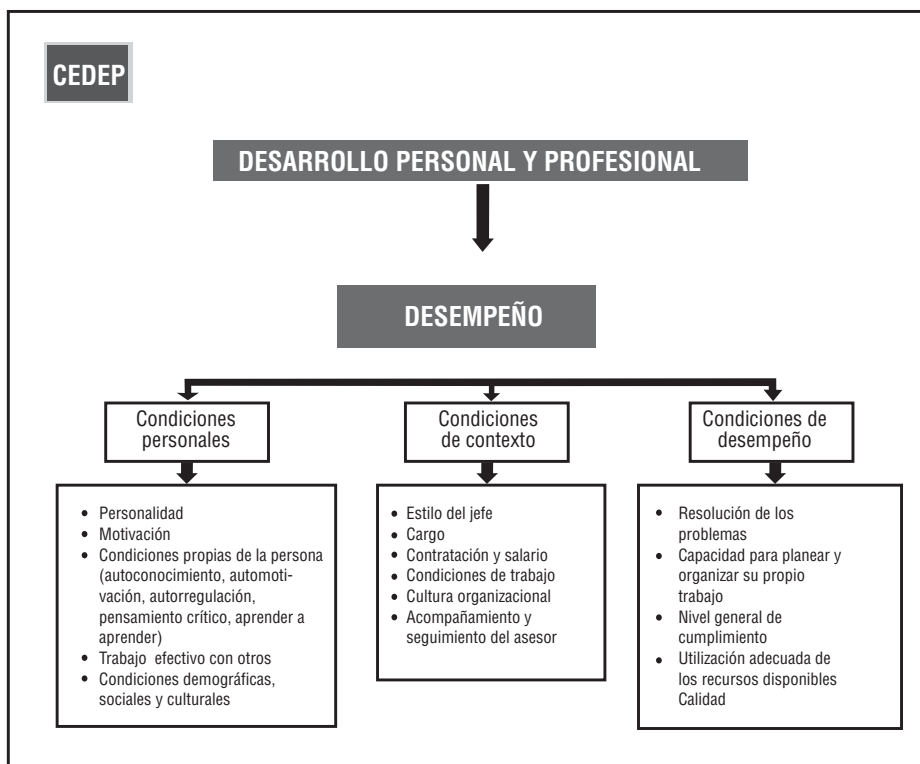 CEDEP
DESARROLLO PERSONAL Y PROFESIONAL
DESEMPEÑO
Condiciones
personales
• Personalidad
• Motivación
• Condiciones propias de la persona
(autoconocimiento, automoti-
vación, autorregulación,
pensamiento crítico, aprender a
aprender)
• Trabajo efectivo con otros
• Condiciones demográficas,
sociales y culturales
Condiciones
de contexto
• Estilo del jefe
• Cargo
• Contratación y salario
• Condiciones de trabajo
• Cultura organizacional
• Acompañamiento y
seguimiento del asesor
Condiciones de
desempeño
• Resolución de los
problemas
• Capacidad para planear y
organizar su propio
trabajo
• Nivel general de
cumplimiento
• Utilización adecuada de
los recursos disponibles
Calidad